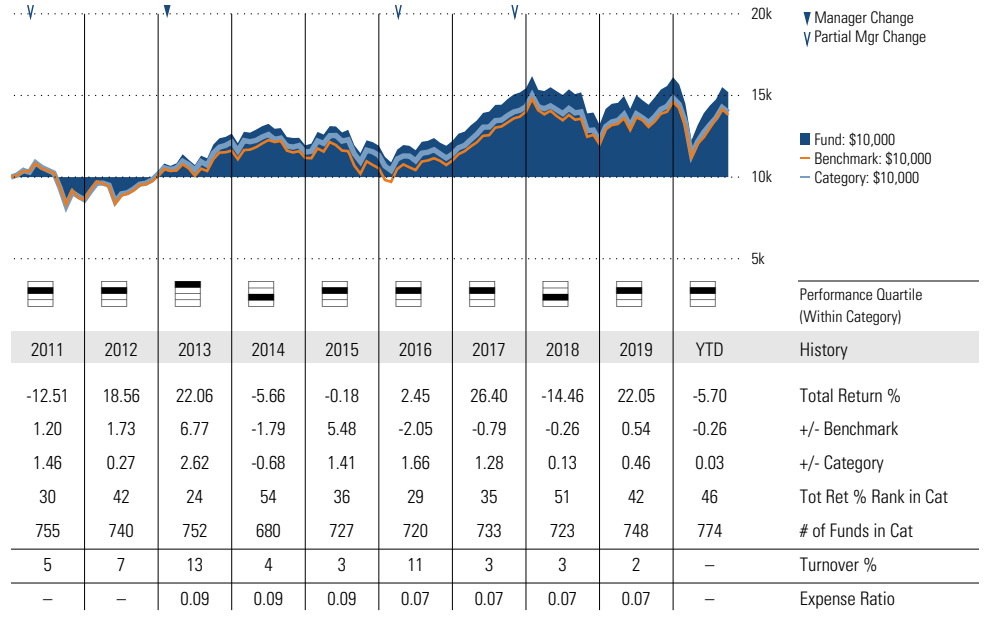 20k
Manager Change
Partial Mgr Change
15k
Fund: $10,000
Benchmark: $10,000
Category: $10,000
10k
5k
Performance Quartile
(Within Category)
2011 2012 2013 2014 2015 2016 2017 2018 2019 YTD History
-12.51 18.56 22.06 -5.66 -0.18 2.45 26.40 -14.46 22.05 -5.70 Total Return %
1.20 1.73 6.77 -1.79 5.48 -2.05 -0.79 -0.26 0.54 -0.26 +/- Benchmark
1.46 0.27 2.62 -0.68 1.41 1.66 1.28 0.13 0.46 0.03 +/- Category
30 42 24 54 36 29 35 51 42 46 Tot Ret % Rank in Cat
755 740 752 680 727 720 733 723 748 774 # of Funds in Cat
5 7 13 4 3 11 3 3 2 – Turnover %
– – 0.09 0.09 0.09 0.07 0.07 0.07 0.07 – Expense Ratio